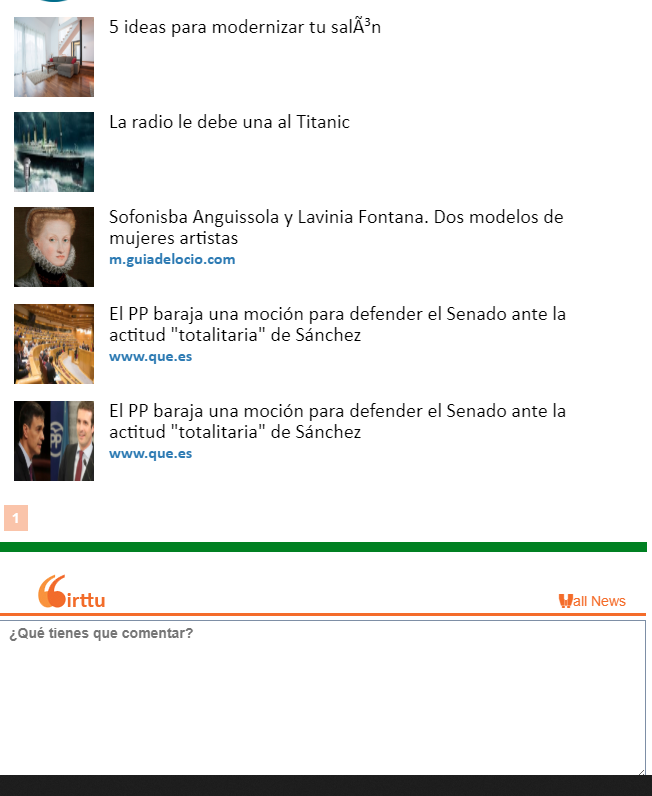 5 ideas para modernizar tu salÃ³n
La radio le debe una al Titanic
Sofonisba Anguissola y Lavinia Fontana. Dos modelos de
mujeres artistas
m.guiadelocio.com
El PP baraja una moción para defender el Senado ante la
actitud "totalitaria" de Sánchez
www.que.es
El PP baraja una moción para defender el Senado ante la
actitud "totalitaria" de Sánchez
www.que.es
1
irttu
Wall News
¿Qué tienes que comentar?